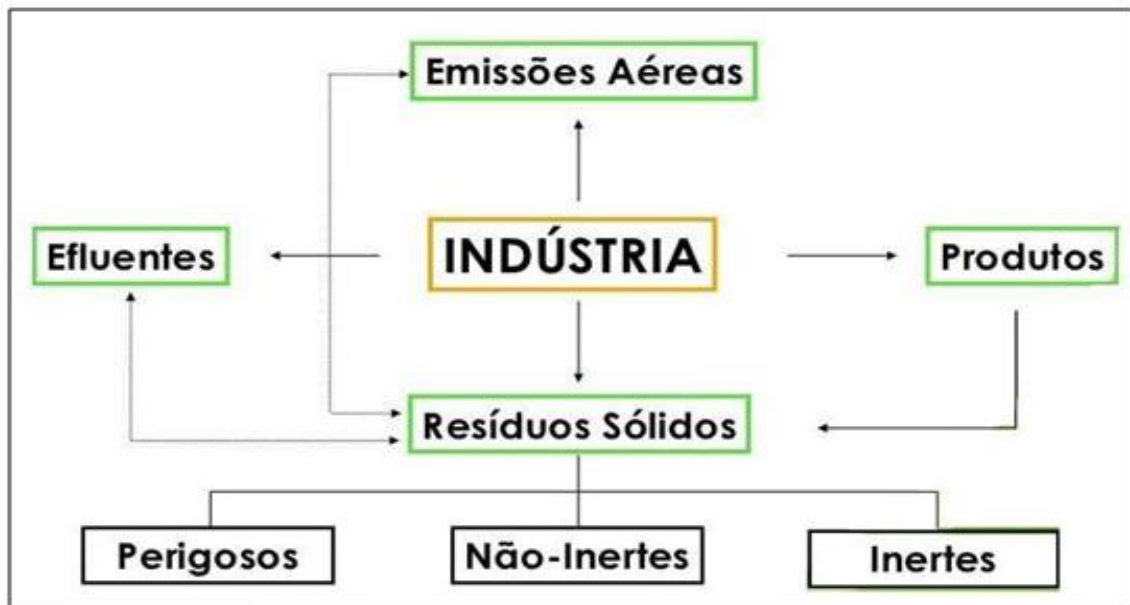 Emissões Aéreas
Efluentes
INDÚSTRIA
Produtos
Resíduos Sólidos
Perigosos
Não-Inertes
Inertes